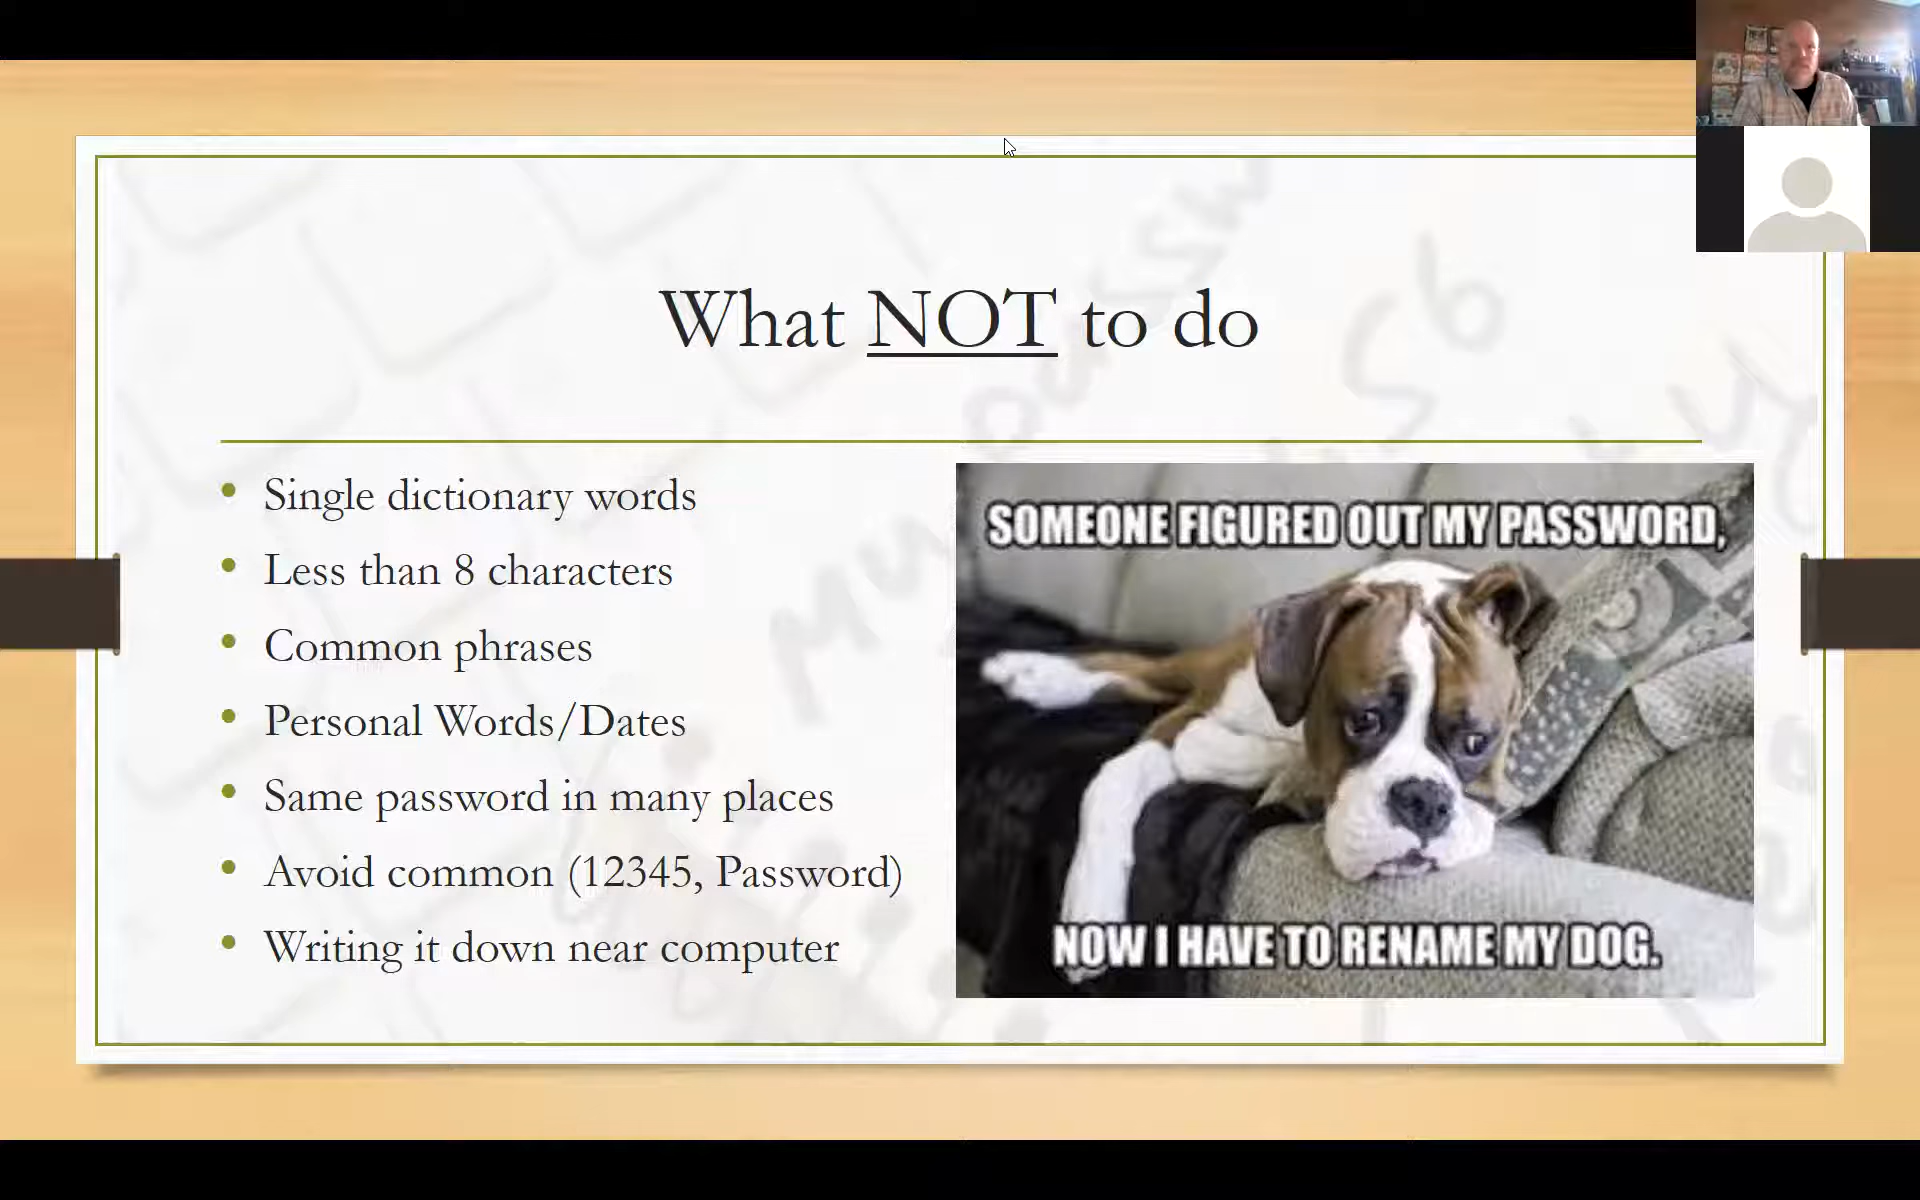 What NOT to do
Single dictionary words
Less than 8 characters
Common phrases
Personal Words/Dates
Same password in many places
Avoid common (12345, Password)
Writing it down near computer
SOMEONE FIGURED OUT MY PASSWORD,
NOW I HAVE TO RENAME MY DOG.